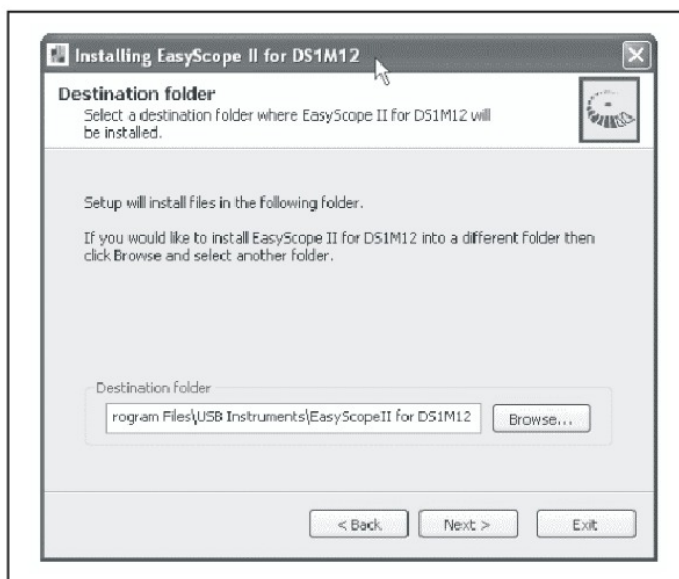 Installing EasyScope II for DS1M12
Destination folder
Select a destination folder where EasyScope II for DS1M12 will
be installed.
Setup will install files in the following folder.
If you would like to install EasyScope II for DS1M12 into a different folder then
click Browse and select another folder.
Destination folder
rogram Files\USB Instruments\EasyScopeII for DS1M12
Browse...
< Back
Next >
Exit